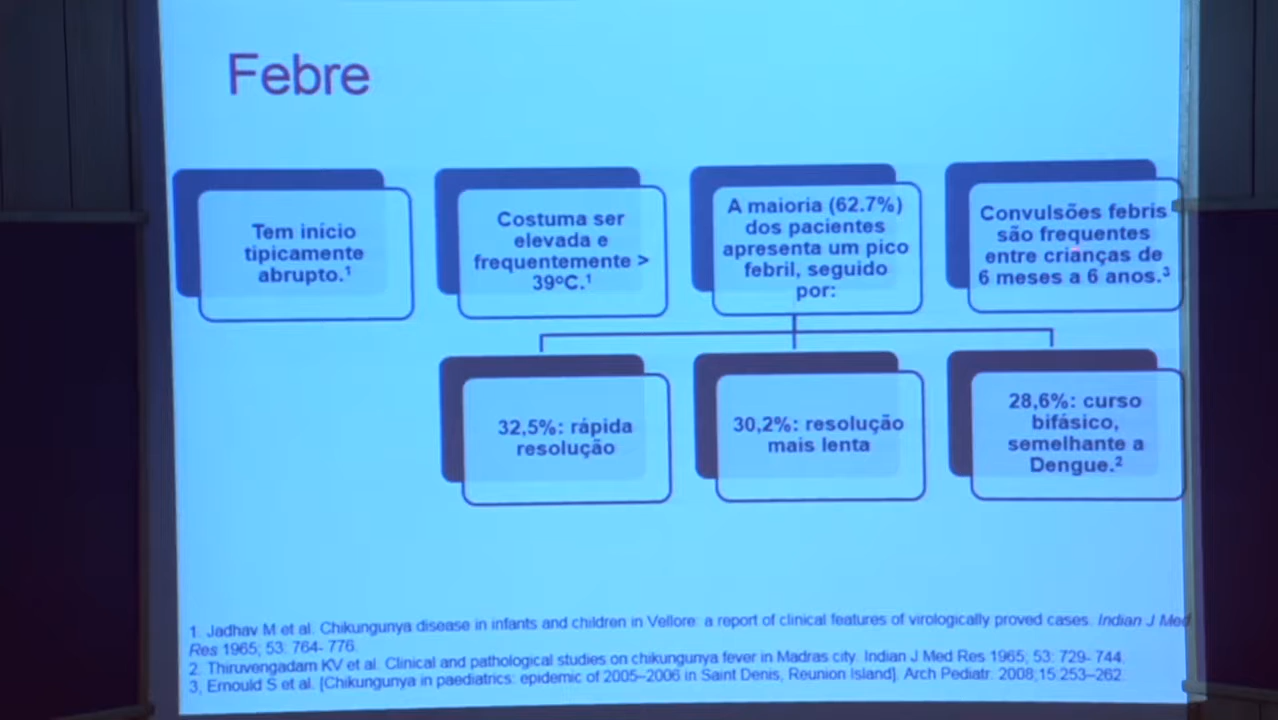 Febre
Tem início
tipicamente
abrupto.¹
Costuma ser
elevada e
frequentemente >
39ºC.¹
A maioria (62.7%)
dos pacientes
apresenta um pico
febril, seguido
por:
Convulsões febris
são frequentes
entre crianças de
6 meses a 6 anos.³
32,5%: rápida
resolução
30,2%: resolução
mais lenta
28,6%: curso
bifásico,
semelhante a
Dengue.²
1. Jadhav M et al. Chikungunya disease in infants and children in Vellore: a report of clinical features of virologically proved cases. Indian J Med
Res 1965; 53: 764- 776.
2. Thiruvengadam KV et al. Clinical and pathological studies on chikungunya fever in Madras city. Indian J Med Res 1965; 53: 729- 744.
3, Ernould S et al. [Chikungunya in paediatrics: epidemic of 2005–2006 in Saint Denis, Reunion Island]. Arch Pediatr. 2008;15:253–262.